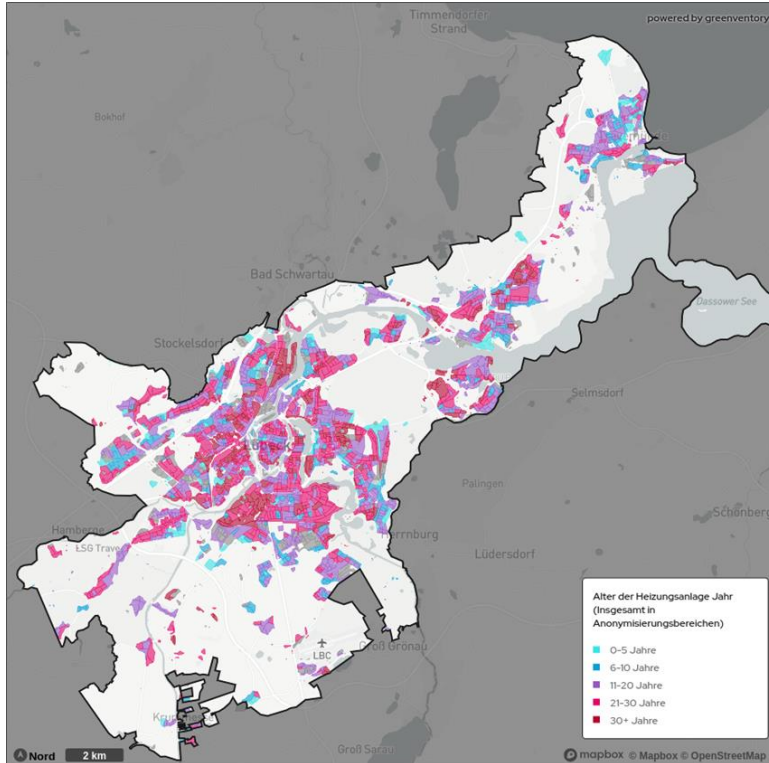 Timmendorfer
Strand
powered by greenventory
Bokhof
Bad Schwartau
Dassower See
Stockelsdorf
Selmsdorf
Palingen
Schönberg
Hamberge
LSG Trave
Herrnburg
Lüdersdorf
LBC
Groß Grönau
Groß Sarau
Alter der Heizungsanlage Jahr
(Insgesamt in
Anonymisierungsbereichen)
0-5 Jahre
6-10 Jahre
11-20 Jahre
21-30 Jahre
30+ Jahre
Nord
2 km
mapbox © Mapbox © OpenStreetMap